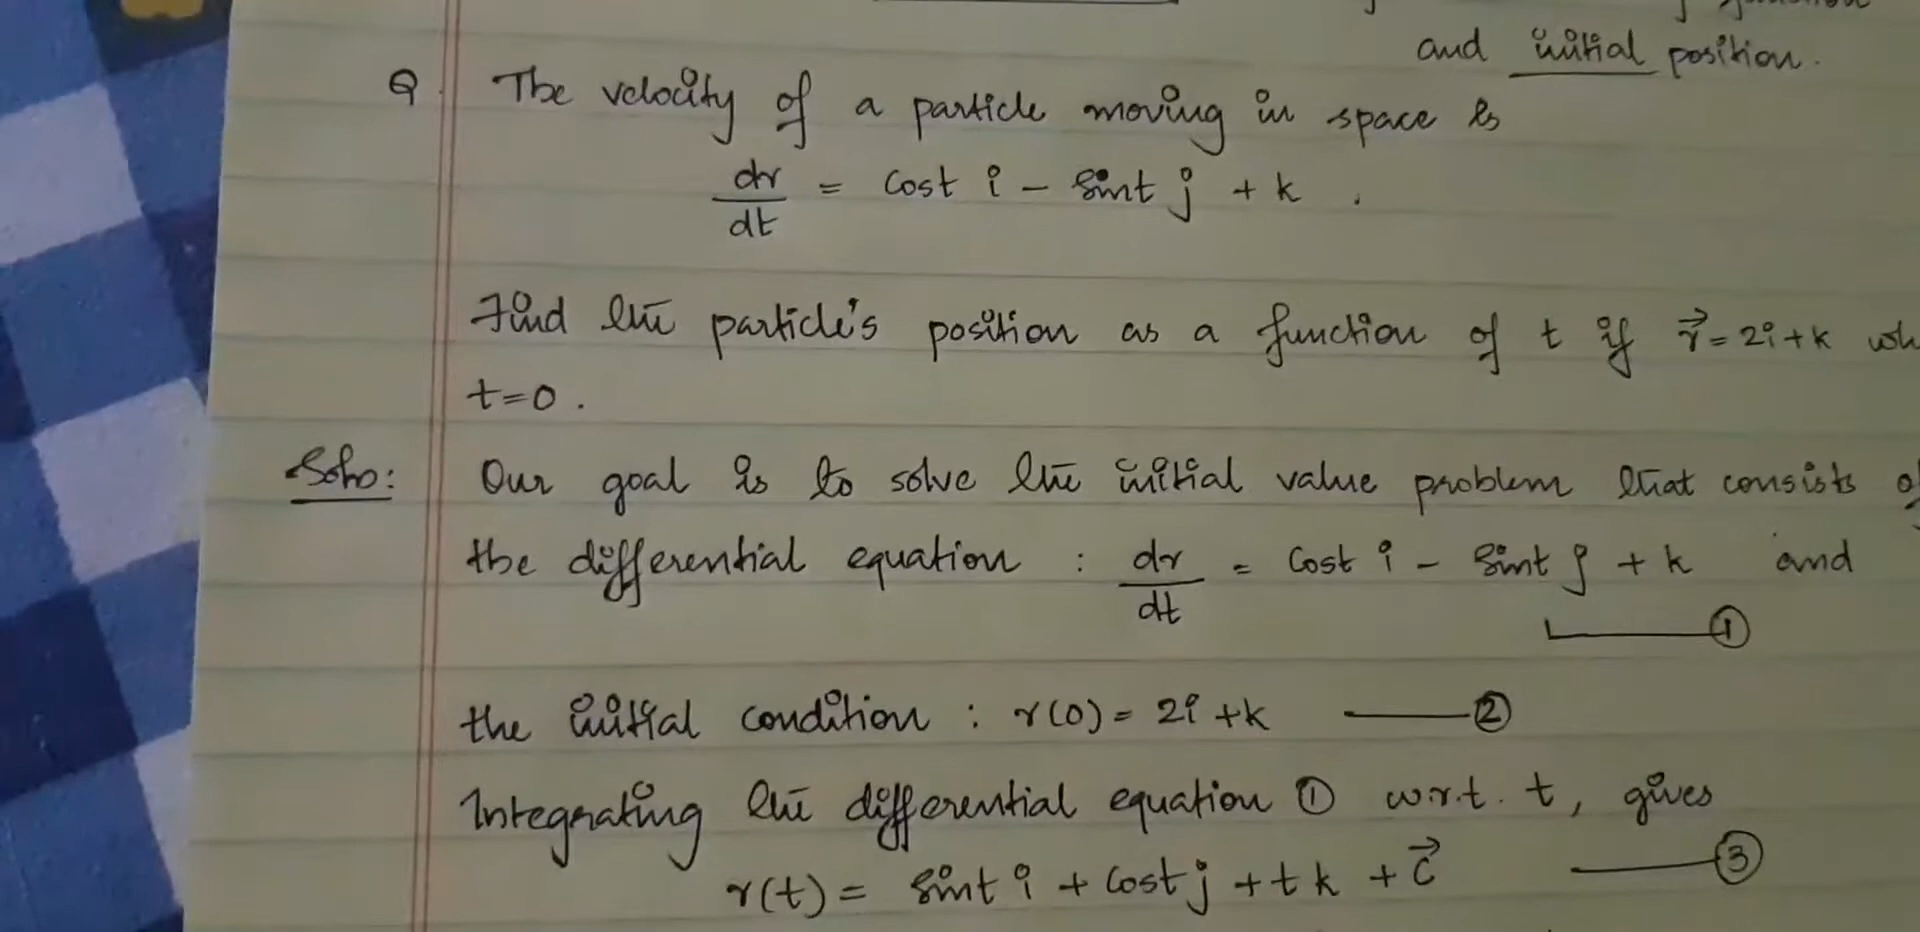 and initial position.
Q. The velocity of a particle moving in space is
dr/dt = cost i - sint j + k .
Find the particle's position as a function of t if r⃗ = 2i + k
t=0 .
Soln: Our goal is to solve the initial value problem that consists
the differential equation : dr/dt = cost i - sint j + k and
①
the initial condition : r(0) = 2i + k ②
Integrating the differential equation ① w.r.t. t, gives
r(t) = sint i + cost j + t k + c⃗ ③